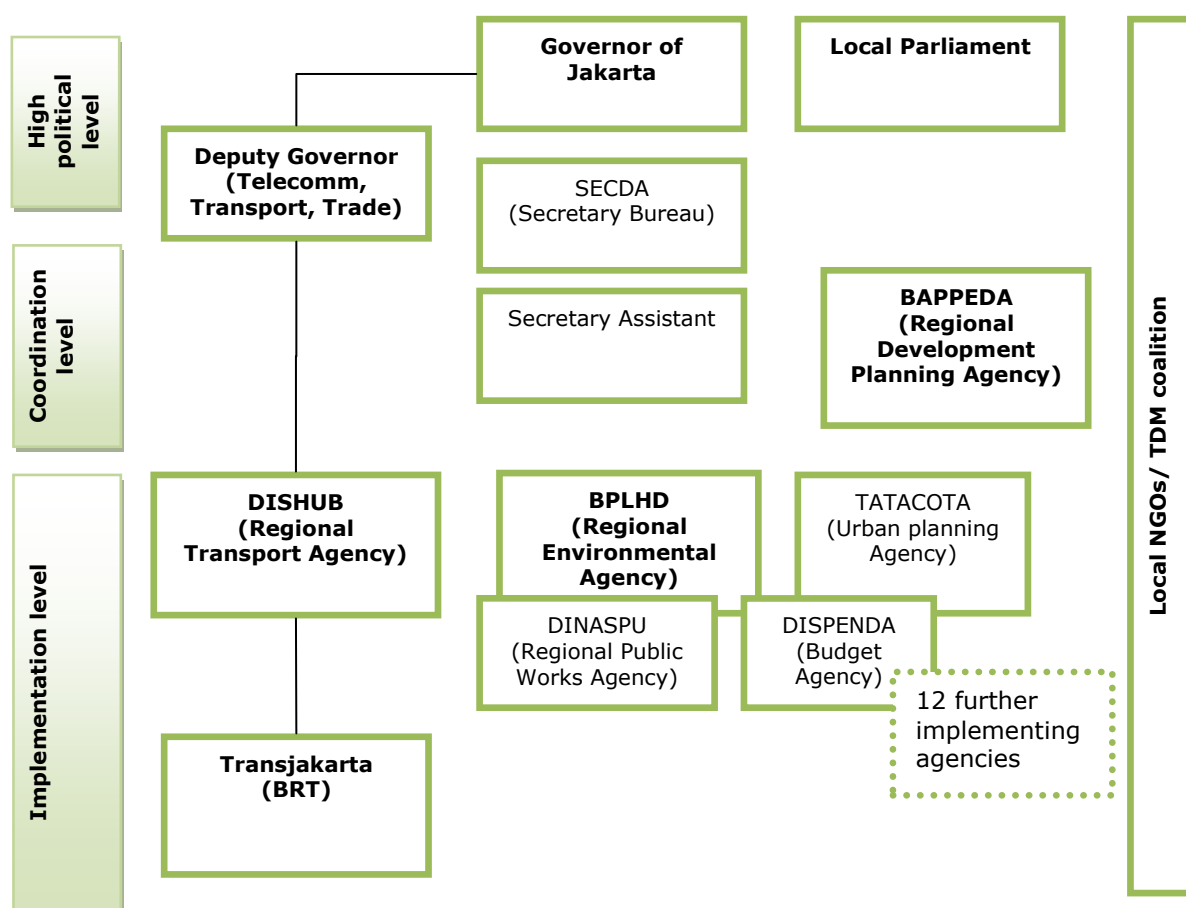 High
political
level
Governor of
Jakarta
Local Parliament
Deputy Governor
(Telecomm,
Transport, Trade)
SECDA
(Secretary Bureau)
Coordination
level
Secretary Assistant
BAPPEDA
(Regional
Development
Planning Agency)
Implementation level
DISHUB
(Regional
Transport Agency)
BPLHD
(Regional
Environmental
Agency)
TATACOTA
(Urban planning
Agency)
DINASPU
(Regional Public
Works Agency)
DISPENDA
(Budget
Agency)
12 further
implementing
agencies
Transjakarta
(BRT)
Local NGOs/ TDM coalition